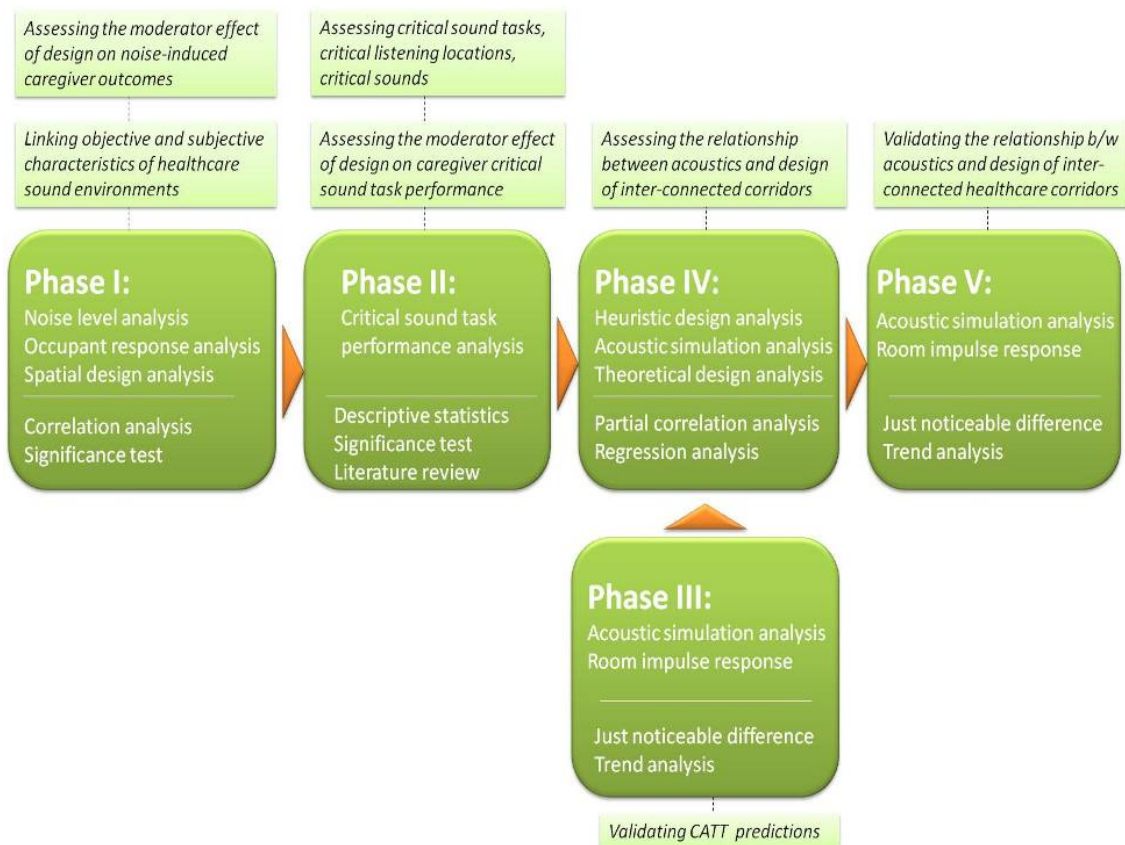 Assessing the moderator effect
of design on noise-induced
caregiver outcomes
Linking objective and subjective
characteristics of healthcare
sound environments
Phase I:
Noise level analysis
Occupant response analysis
Spatial design analysis
Correlation analysis
Significance test
Assessing critical sound tasks,
critical listening locations,
critical sounds
Assessing the moderator effect
of design on caregiver critical
sound task performance
Phase II:
Critical sound task
performance analysis
Descriptive statistics
Significance test
Literature review
Assessing the relationship
between acoustics and design
of inter-connected corridors
Phase IV:
Heuristic design analysis
Acoustic simulation analysis
Theoretical design analysis
Partial correlation analysis
Regression analysis
Validating the relationship b/w
acoustics and design of inter-
connected healthcare corridors
Phase V:
Acoustic simulation analysis
Room impulse response
Just noticeable difference
Trend analysis
Phase III:
Acoustic simulation analysis
Room impulse response
Just noticeable difference
Trend analysis
Validating CATT predictions